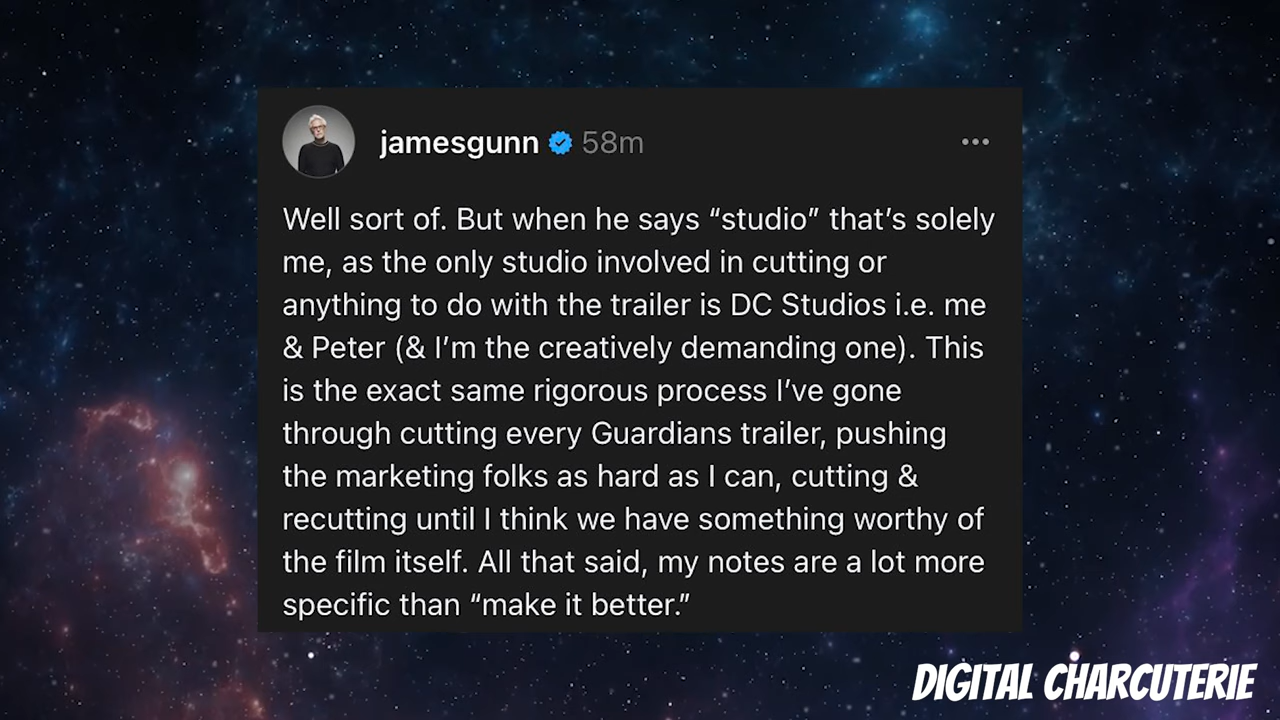 jamesgunn 58m
Well sort of. But when he says “studio” that’s solely
me, as the only studio involved in cutting or
anything to do with the trailer is DC Studios i.e. me
& Peter (& I’m the creatively demanding one). This
is the exact same rigorous process I’ve gone
through cutting every Guardians trailer, pushing
the marketing folks as hard as I can, cutting &
recutting until I think we have something worthy of
the film itself. All that said, my notes are a lot more
specific than “make it better.”
DIGITAL CHARCUTERIE